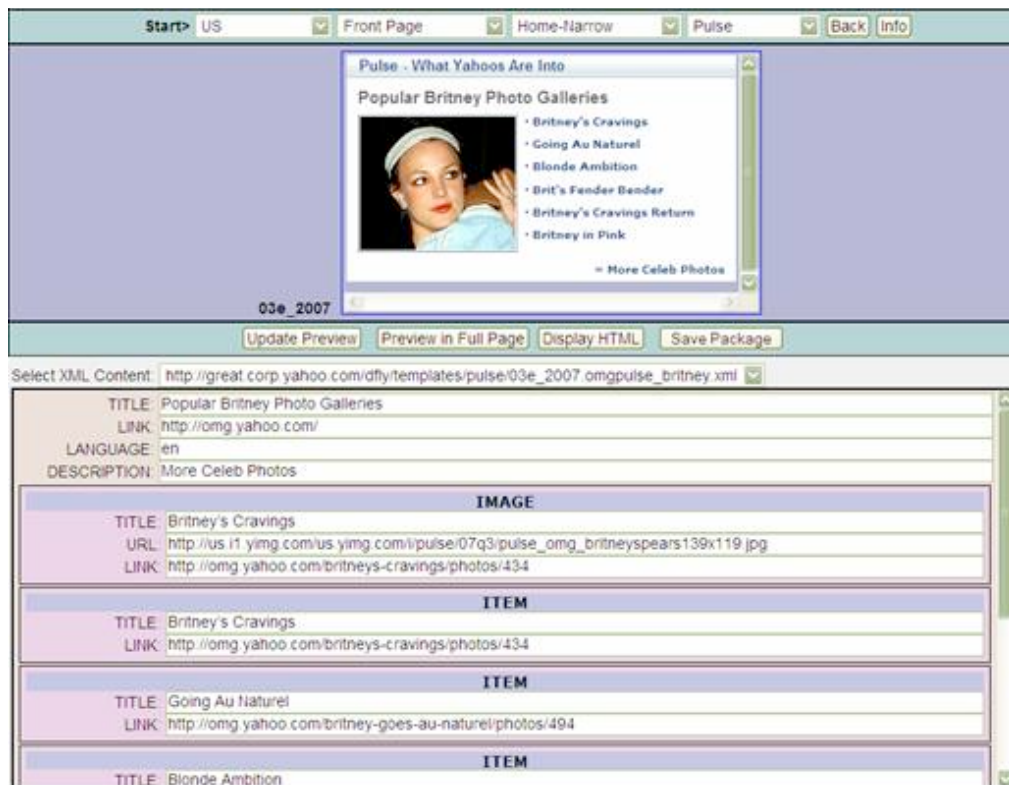 Start> US Front Page Home-Narrow Pulse Back Info
Pulse - What Yahoos Are Into
Popular Britney Photo Galleries
· Britney's Cravings
· Going Au Naturel
· Blonde Ambition
· Brit's Fender Bender
· Britney's Cravings Return
· Britney in Pink
» More Celeb Photos
03e_2007
Update Preview Preview in Full Page Display HTML Save Package
Select XML Content: http://great.corp.yahoo.com/dfly/templates/pulse/03e_2007.omgpulse_britney.xml
TITLE: Popular Britney Photo Galleries
LINK: http://omg.yahoo.com/
LANGUAGE: en
DESCRIPTION: More Celeb Photos
IMAGE
TITLE: Britney's Cravings
URL: http://us.i1.yimg.com/us.yimg.com/i/pulse/07q3/pulse_omg_britneyspears139x119.jpg
LINK: http://omg.yahoo.com/britneys-cravings/photos/434
ITEM
TITLE: Britney's Cravings
LINK: http://omg.yahoo.com/britneys-cravings/photos/434
ITEM
TITLE: Going Au Naturel
LINK: http://omg.yahoo.com/britney-goes-au-naturel/photos/494
ITEM
TITLE: Blonde Ambition